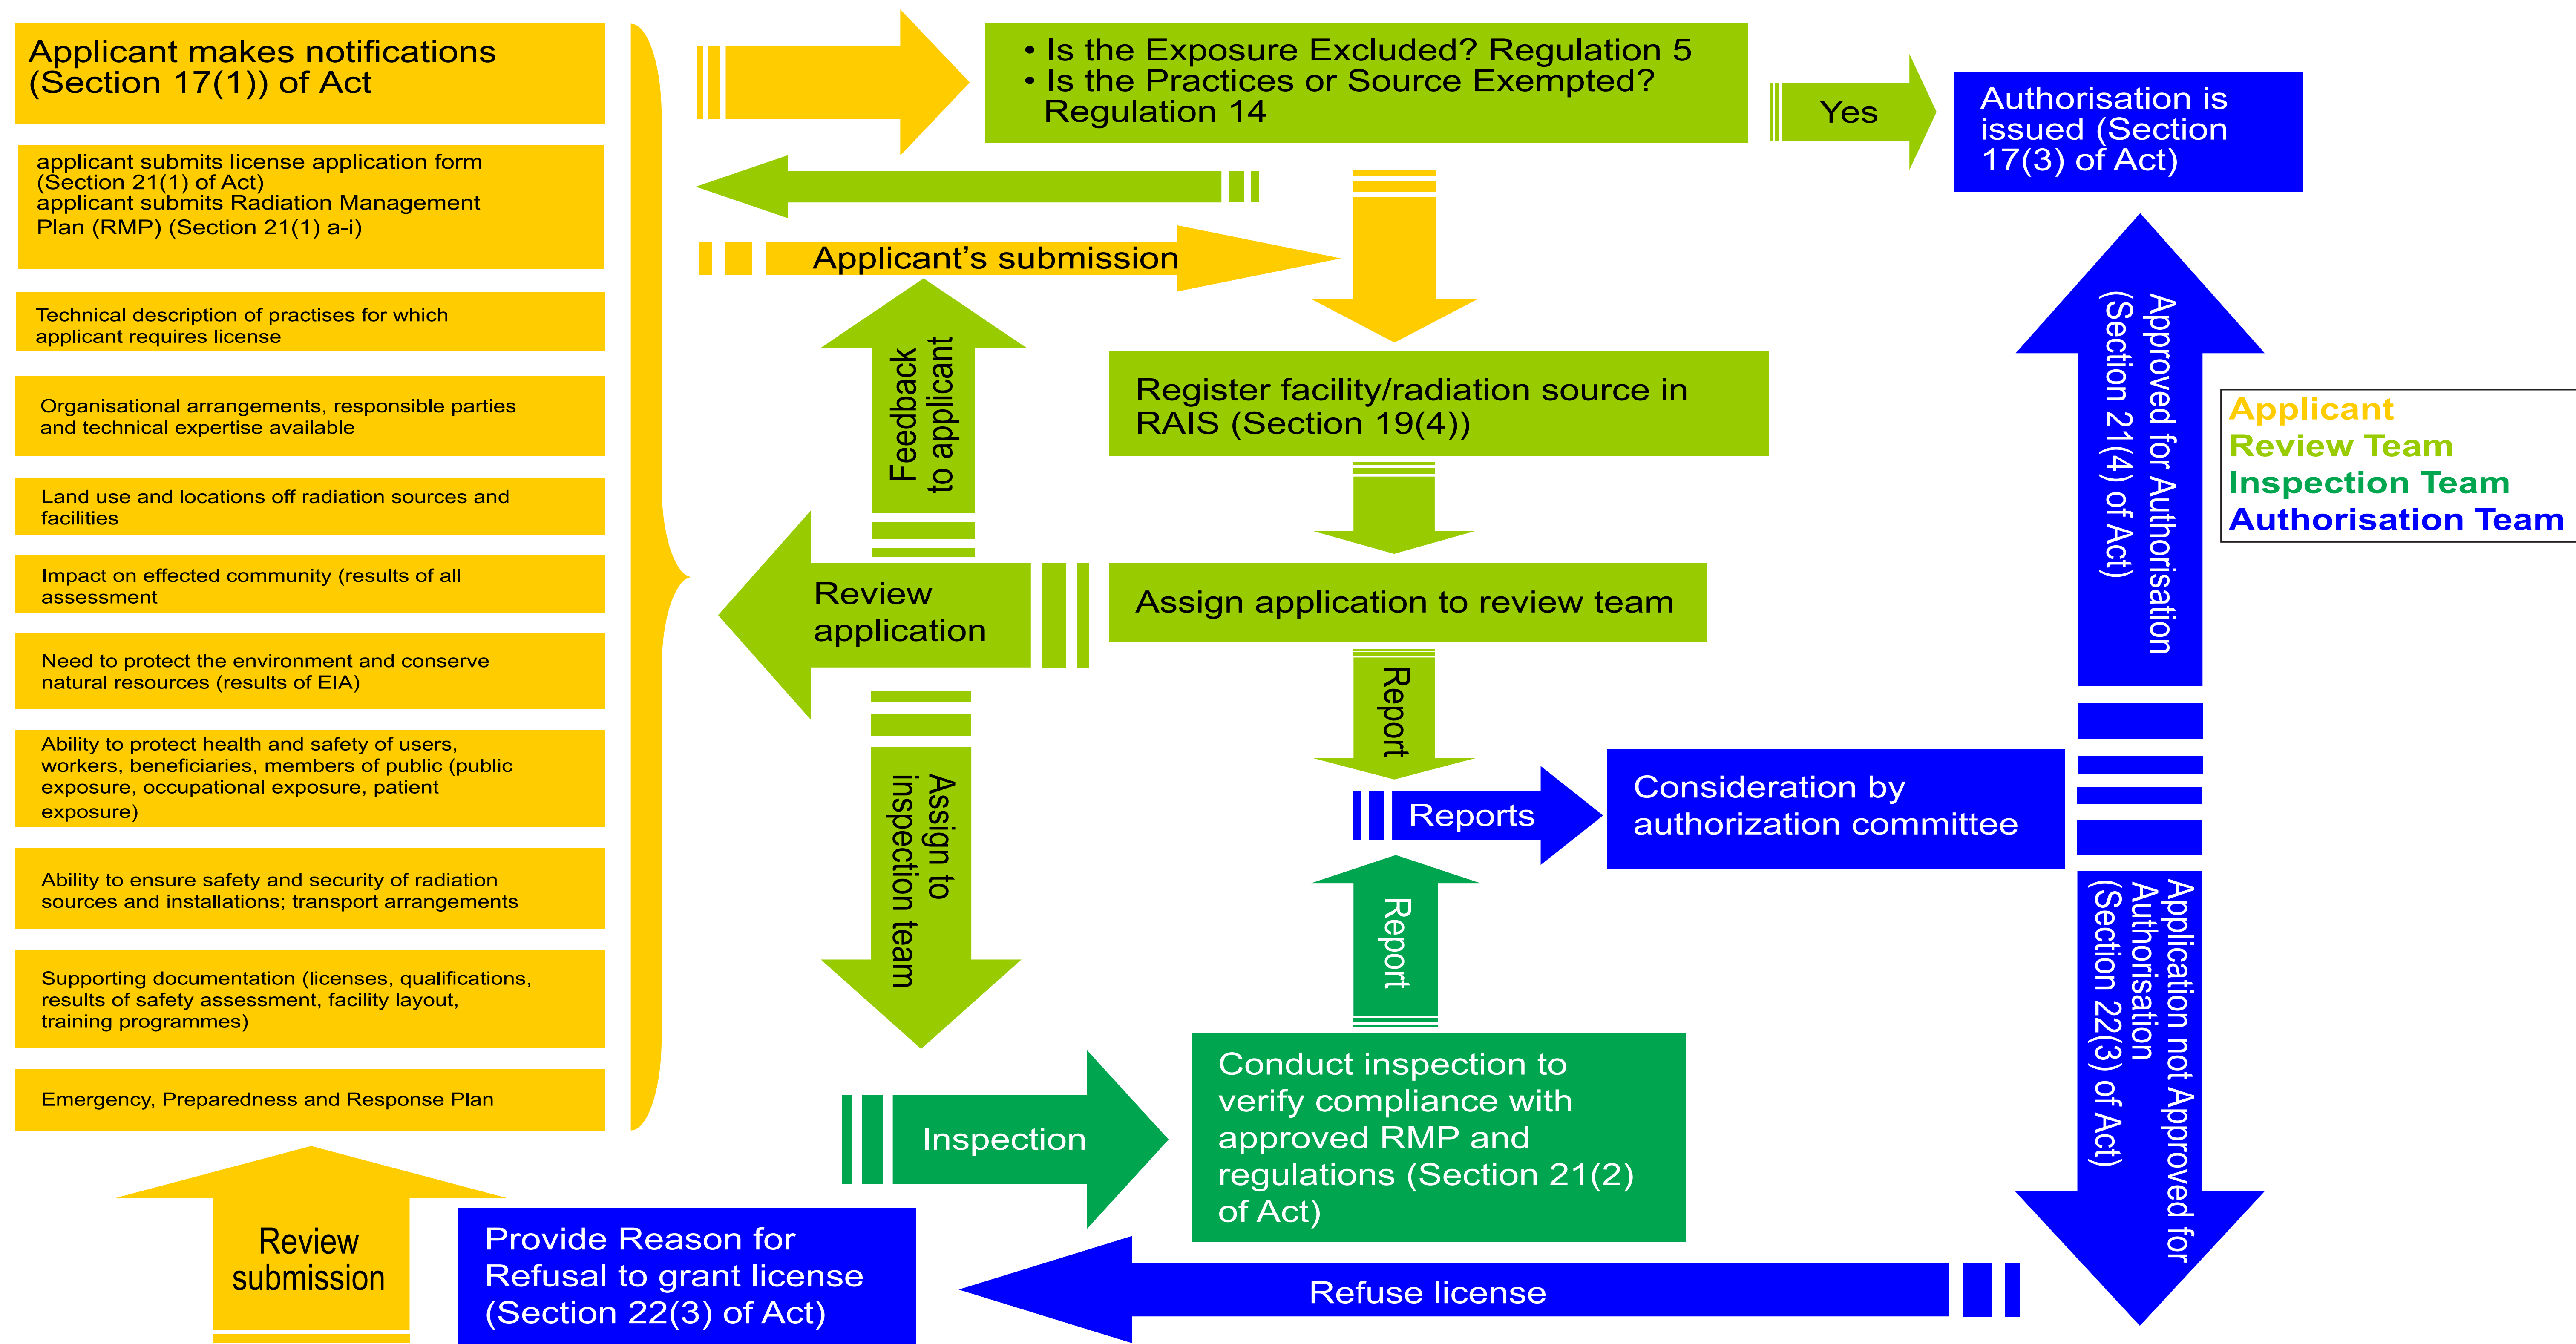 Applicant makes notifications
(Section 17(1)) of Act
applicant submits license application form
(Section 21(1) of Act)
applicant submits Radiation Management
Plan (RMP) (Section 21(1) a-i)
Technical description of practises for which
applicant requires license
Organisational arrangements, responsible parties
and technical expertise available
Land use and locations off radiation sources and
facilities
Impact on effected community (results of all
assessment
Need to protect the environment and conserve
natural resources (results of EIA)
Ability to protect health and safety of users,
workers, beneficiaries, members of public (public
exposure, occupational exposure, patient
exposure)
Ability to ensure safety and security of radiation
sources and installations; transport arrangements
Supporting documentation (licenses, qualifications,
results of safety assessment, facility layout,
training programmes)
Emergency, Preparedness and Response Plan
Review
submission
• Is the Exposure Excluded? Regulation 5
• Is the Practices or Source Exempted?
Regulation 14
Yes
Authorisation is
issued (Section
17(3) of Act)
Applicant's submission
Feedback
to applicant
Register facility/radiation source in
RAIS (Section 19(4))
Review
application
Assign application to review team
Report
Assign to
inspection team
Reports
Consideration by
authorization committee
Report
Inspection
Conduct inspection to
verify compliance with
approved RMP and
regulations (Section 21(2)
of Act)
Approved for Authorisation
(Section 21(4) of Act)
Application not Approved for
Authorisation
(Section 22(3) of Act)
Refuse license
Provide Reason for
Refusal to grant license
(Section 22(3) of Act)
Applicant
Review Team
Inspection Team
Authorisation Team